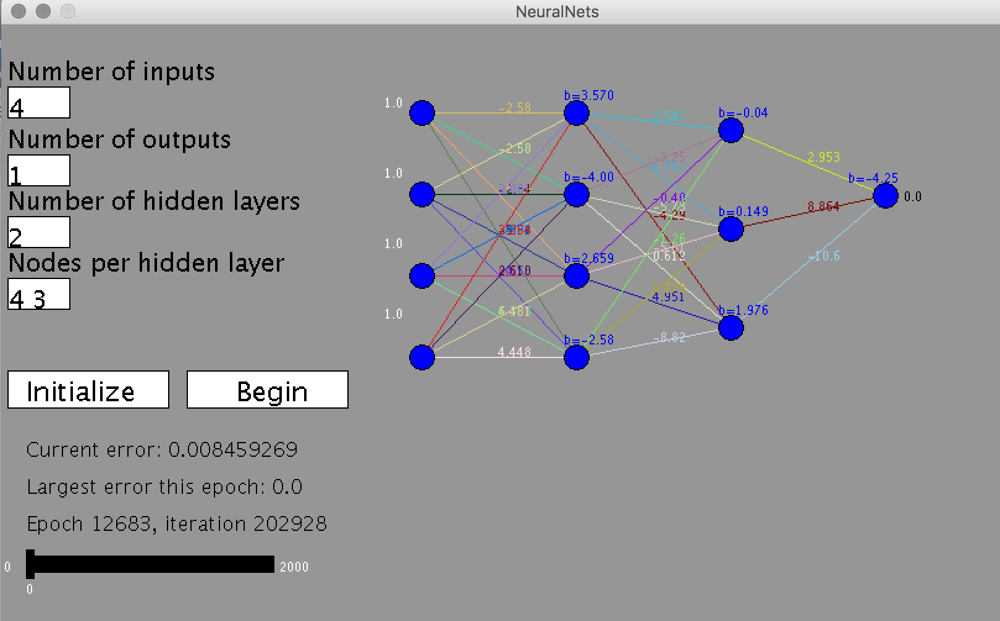 NeuralNets
Number of inputs
4
Number of outputs
1
Number of hidden layers
2
Nodes per hidden layer
4 3
Initialize
Begin
Current error: 0.008459269
Largest error this epoch: 0.0
Epoch 12683, iteration 202928
0
2000
0
1.0
1.0
1.0
1.0
-2.58
-2.58
6.481
4.448
b=3.570
b=-4.00
b=2.659
b=-2.58
2.547
-3.25
6.382
-0.40
-4.29
-1.26
0.612
4.951
-8.82
b=-0.04
b=0.149
b=1.976
2.953
8.864
-10.6
b=-4.25
0.0